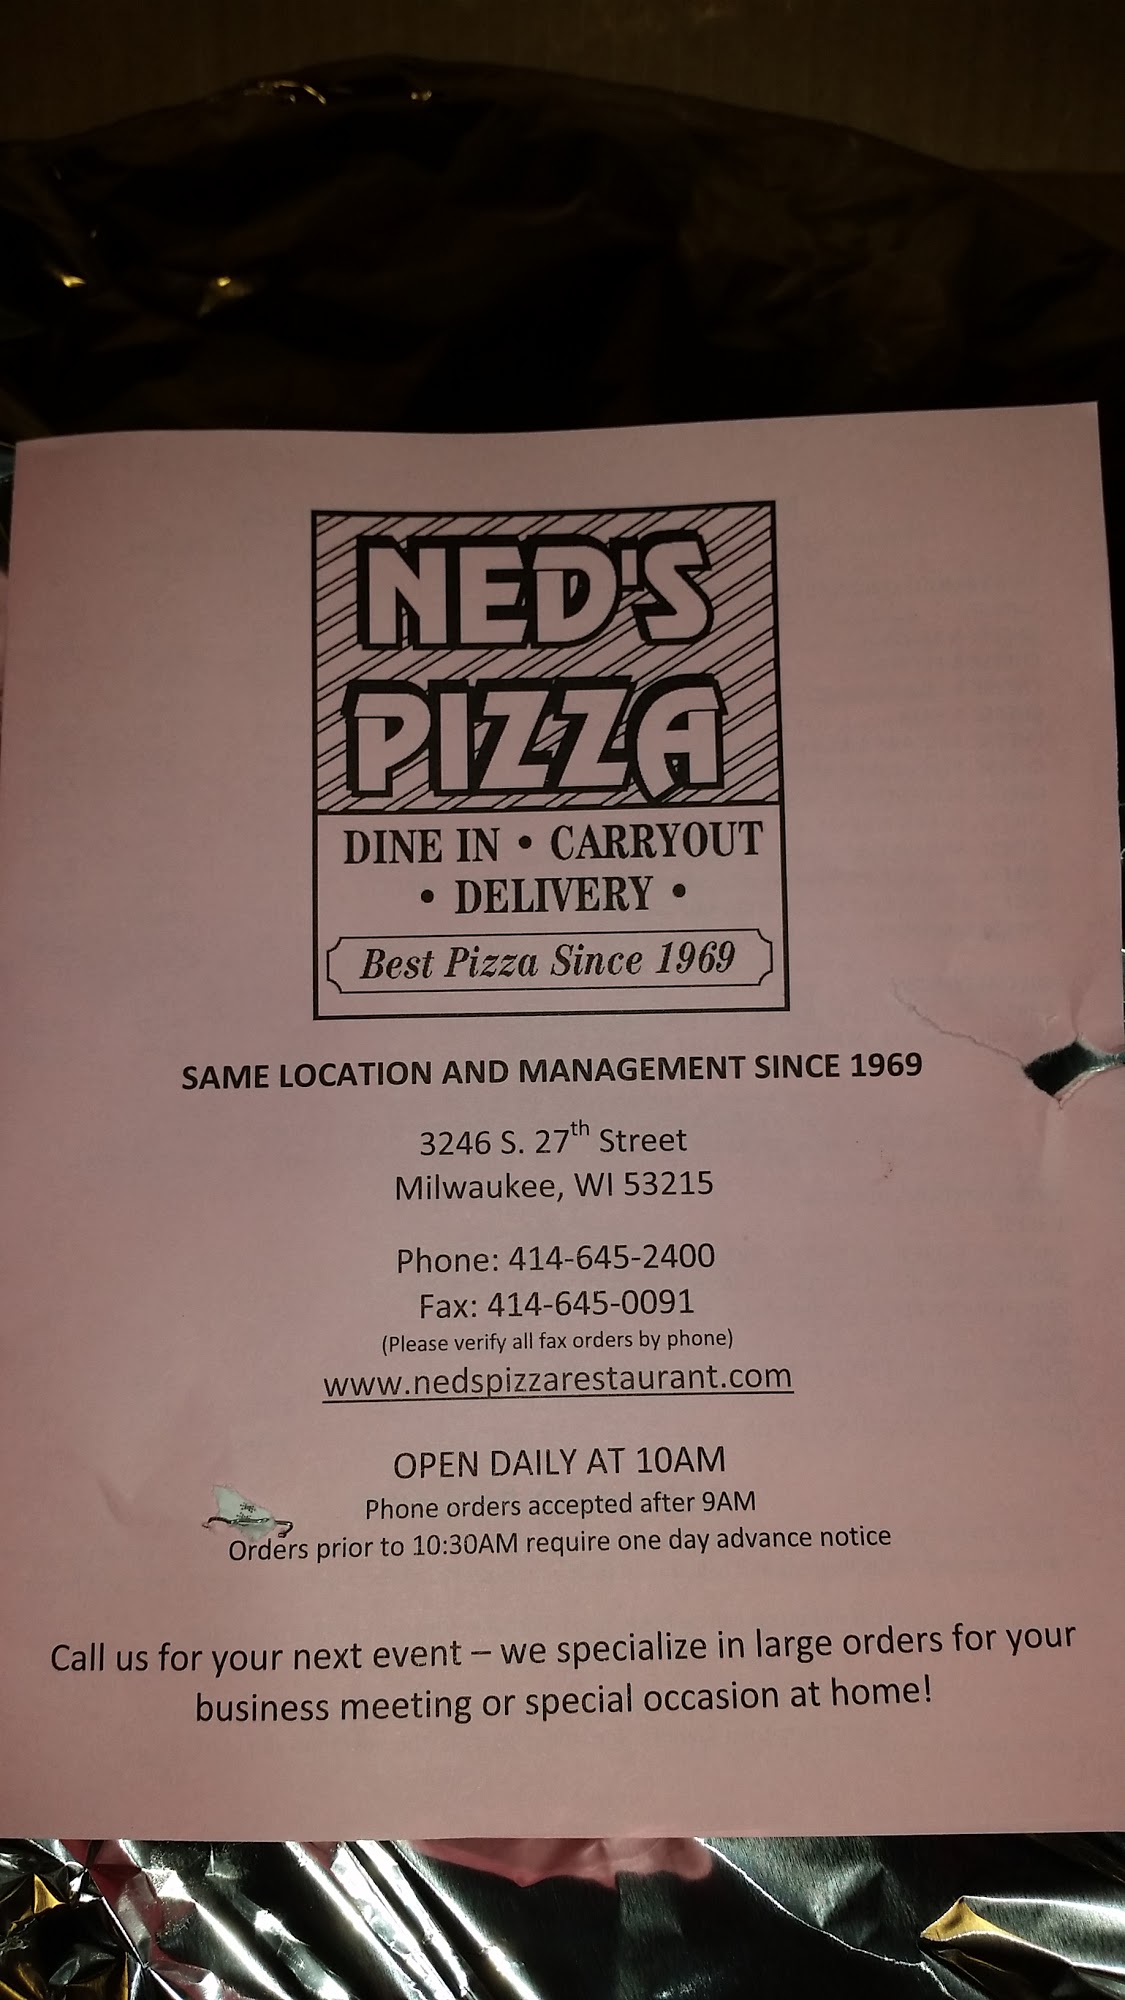 NED'S
PIZZA
DINE IN • CARRYOUT
• DELIVERY •
Best Pizza Since 1969
SAME LOCATION AND MANAGEMENT SINCE 1969
3246 S. 27th Street
Milwaukee, WI 53215
Phone: 414-645-2400
Fax: 414-645-0091
(Please verify all fax orders by phone)
www.nedspizzarestaurant.com
OPEN DAILY AT 10AM
Phone orders accepted after 9AM
Orders prior to 10:30AM require one day advance notice
Call us for your next event – we specialize in large orders for your
business meeting or special occasion at home!